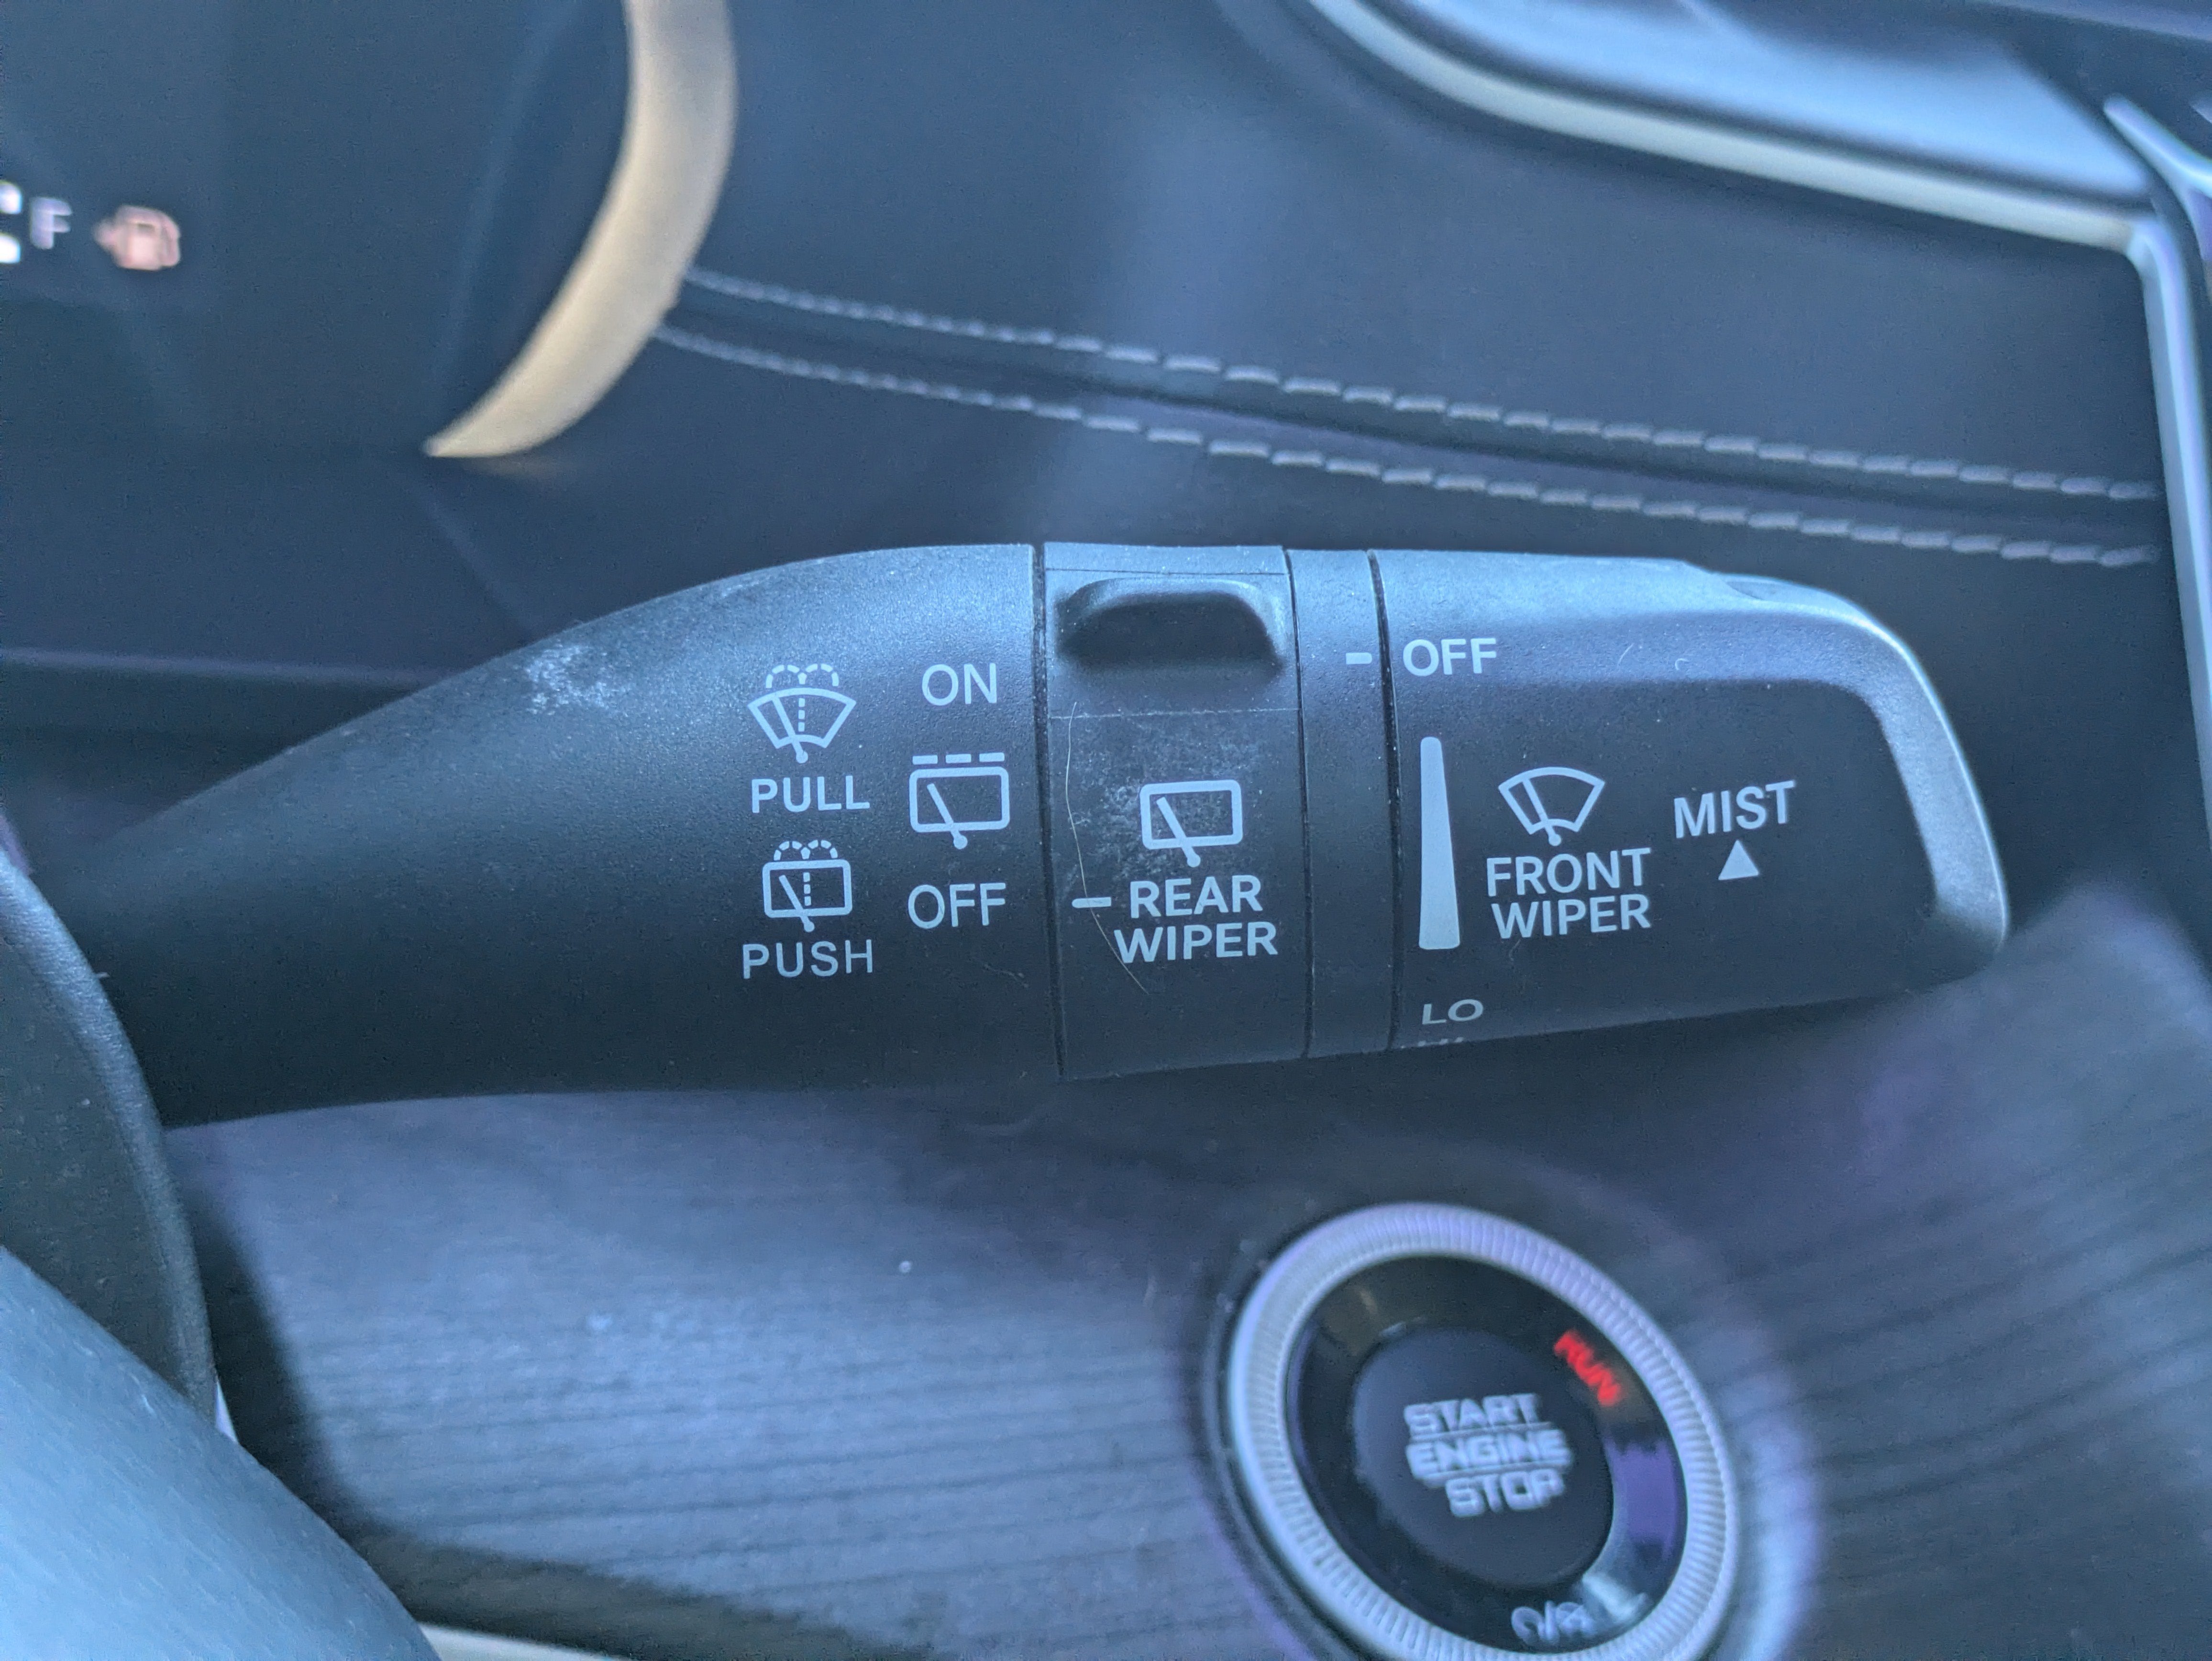 F
PULL
PUSH
ON
OFF
REAR
WIPER
OFF
FRONT
WIPER
LO
MIST
RUN
START
ENGINE
STOP